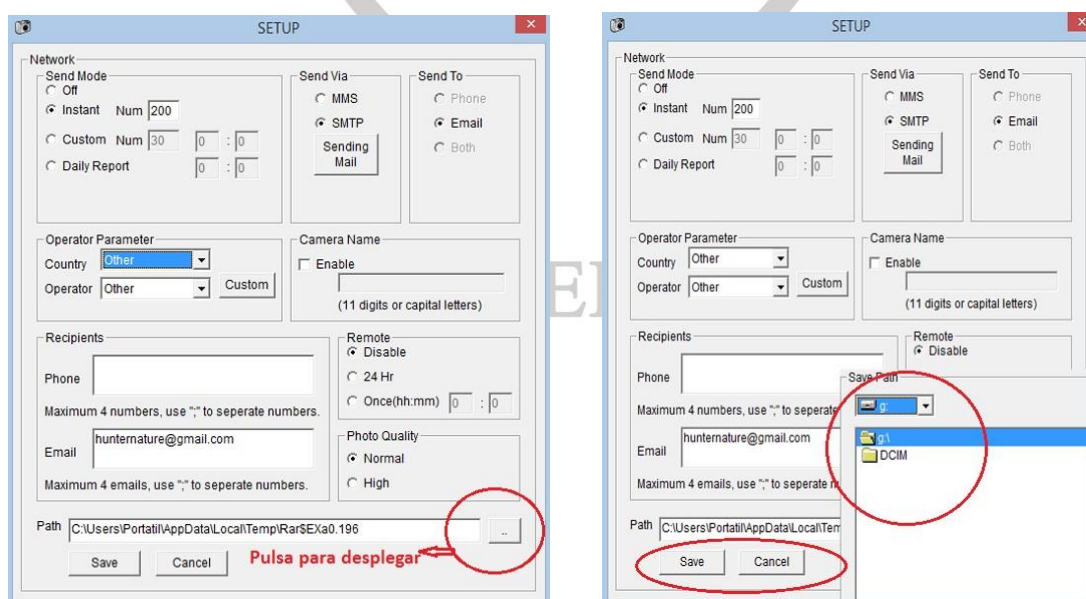 SETUP
Network
Send Mode
Off
Instant Num 200
Custom Num 30 0 : 0
Daily Report 0 : 0
Send Via
MMS
SMTP
Sending
Mail
Send To
Phone
Email
Both
Operator Parameter
Country Other
Operator Other Custom
Camera Name
Enable
(11 digits or capital letters)
Recipients
Phone
Maximum 4 numbers, use ";" to seperate numbers.
Email hunternature@gmail.com
Maximum 4 emails, use ";" to seperate numbers.
Remote
Disable
24 Hr
Once(hh:mm) 0 : 0
Photo Quality
Normal
High
Path C:\Users\Portatil\AppData\Local\Temp\Rar$EXa0.196 ..
Save Cancel Pulsa para desplegar
SETUP
Network
Send Mode
Off
Instant Num 200
Custom Num 30 0 : 0
Daily Report 0 : 0
Send Via
MMS
SMTP
Sending
Mail
Send To
Phone
Email
Both
Operator Parameter
Country Other
Operator Other Custom
Camera Name
Enable
(11 digits or capital letters)
Recipients
Phone
Maximum 4 numbers, use ";" to seperate
Email hunternature@gmail.com
Maximum 4 emails, use ";" to seperate
Remote
Disable
Save Path
g:
g:\
DCIM
Path C:\Users\Portatil\AppData\Local\Tem
Save Cancel